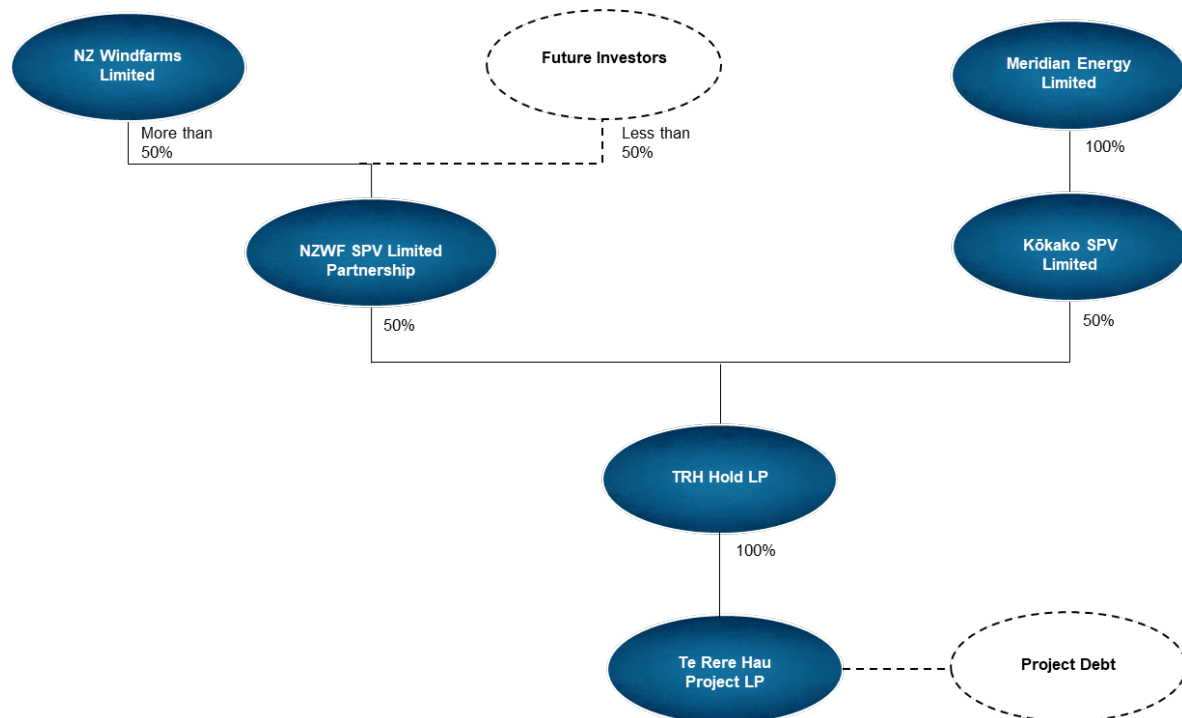 NZ Windfarms
Limited
Future Investors
Meridian Energy
Limited
More than
50%
Less than
50%
100%
NZWF SPV Limited
Partnership
Kōkako SPV
Limited
50%
50%
TRH Hold LP
100%
Te Rere Hau
Project LP
Project Debt